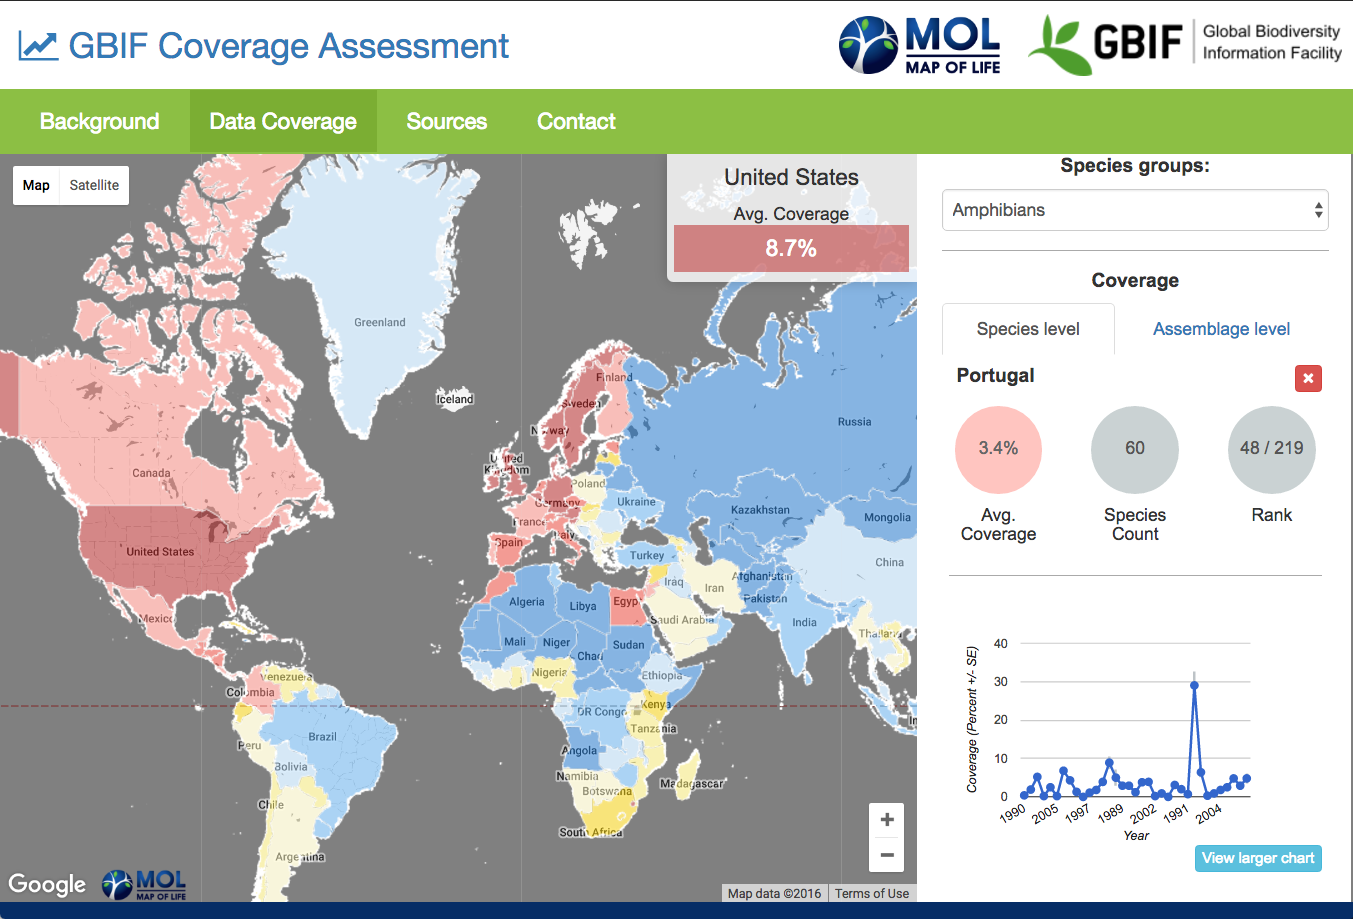 GBIF Coverage Assessment
MOL
MAP OF LIFE
GBIF
Global Biodiversity
Information Facility
Background
Data Coverage
Sources
Contact
Map
Satellite
United States
Avg. Coverage
8.7%
Greenland
Iceland
Finland
Sweden
Norway
Russia
United
Kingdom
Canada
Poland
Germany
Ukraine
Kazakhstan
Mongolia
France
Italy
Spain
United States
Turkey
China
Iraq
Iran
Afghanistan
Pakistan
Algeria
Libya
Egypt
Saudi Arabia
India
Mexico
Mali
Niger
Chad
Sudan
Thailand
Venezuela
Nigeria
Ethiopia
Colombia
DR Congo
Kenya
Tanzania
Peru
Brazil
Bolivia
Angola
Namibia
Botswana
Madagascar
Chile
South Africa
Argentina
In
+
−
Google
MOL
MAP OF LIFE
Map data ©2016
Terms of Use
Species groups:
Amphibians
Coverage
Species level
Assemblage level
Portugal
3.4%
60
48 / 219
Avg.
Coverage
Species
Count
Rank
Coverage (Percent +/- SE)
40
30
20
10
0
1990
2005
1997
1989
2002
1991
2004
Year
View larger chart